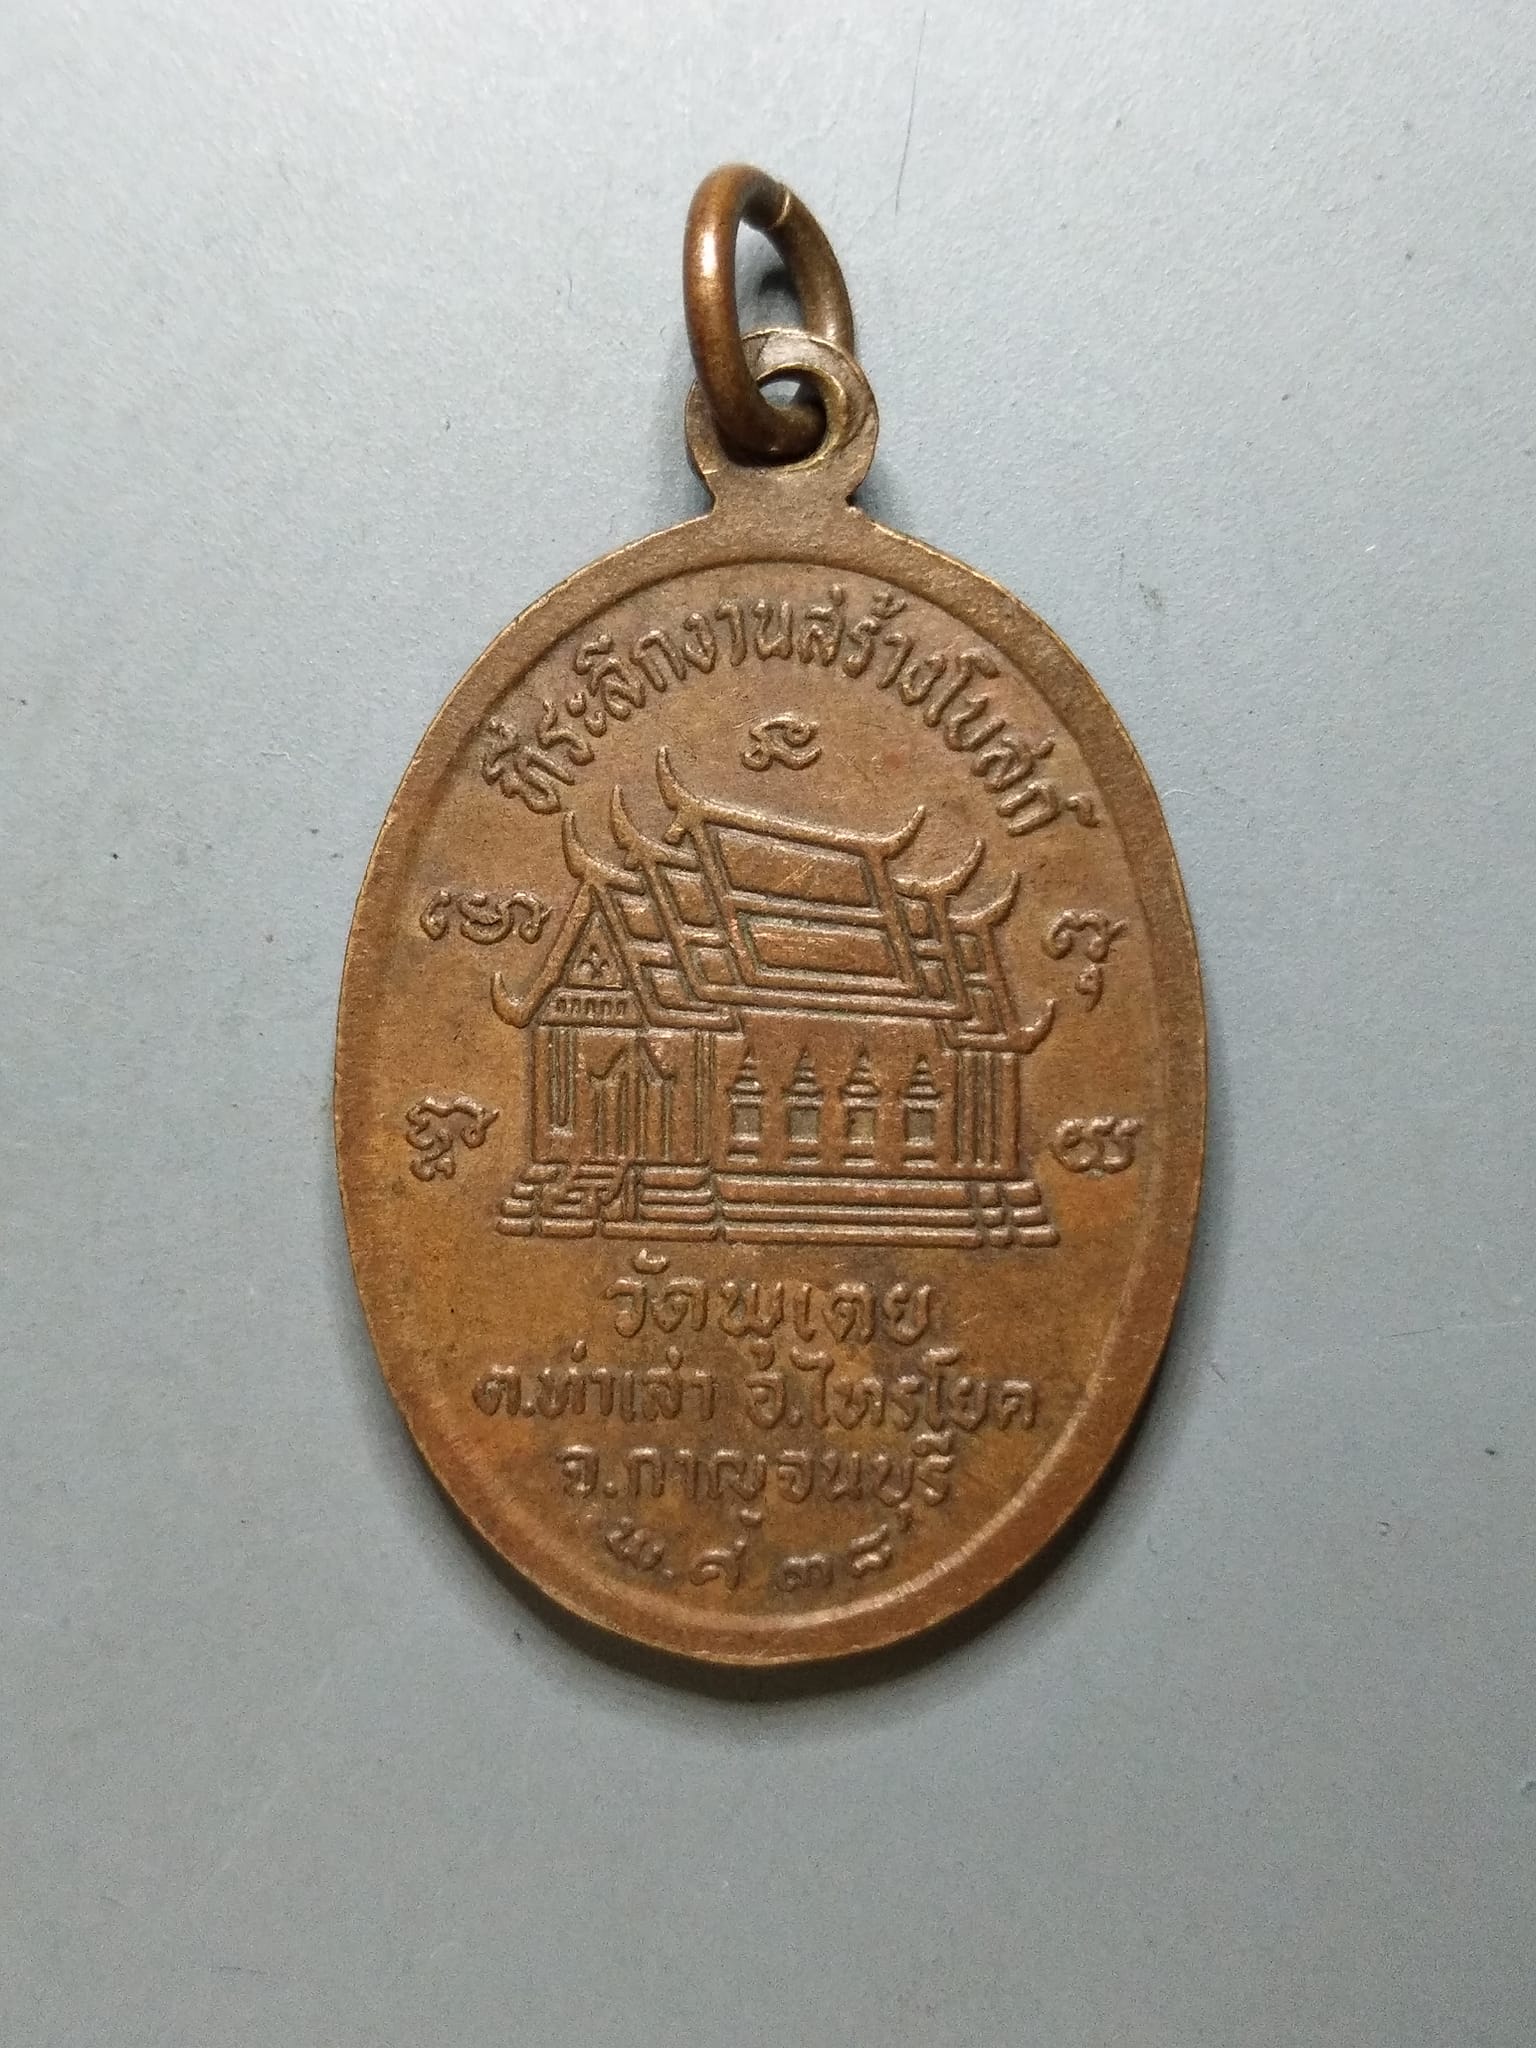 ที่ระลึกงานสร้างโบสถ์
วัดพุเตย
ต.ท่าเส่า อ.ไทรโยค
จ.กาญจนบุรี
พ.ศ ๓๘